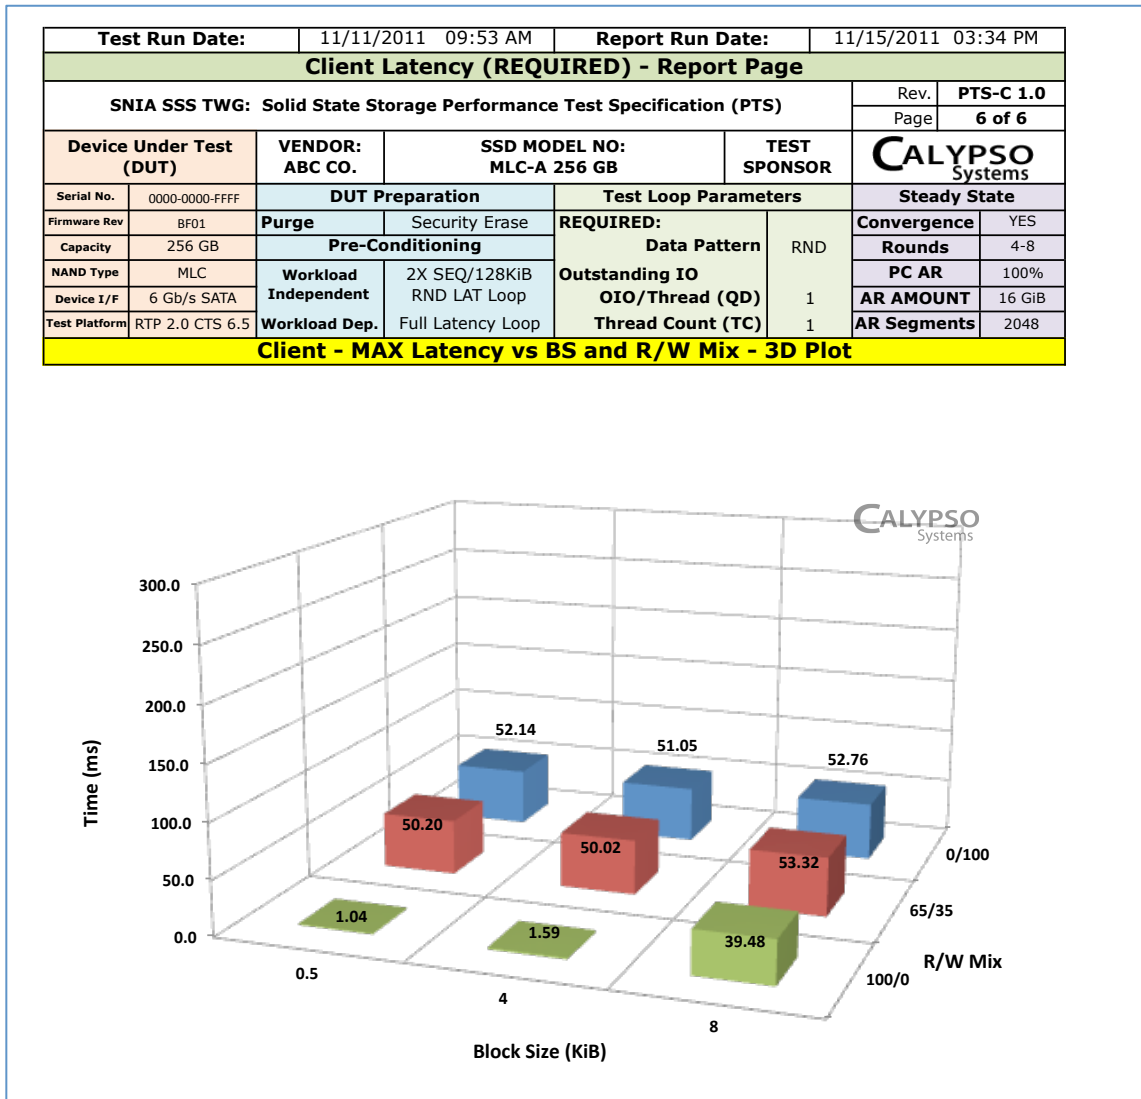 Test Run Date: 11/11/2011 09:53 AM Report Run Date: 11/15/2011 03:34 PM
Client Latency (REQUIRED) - Report Page
SNIA SSS TWG: Solid State Storage Performance Test Specification (PTS)
Rev. PTS-C 1.0
Page 6 of 6
Device Under Test (DUT)
VENDOR: ABC CO.
SSD MODEL NO: MLC-A 256 GB
TEST SPONSOR
CALYPSO Systems
Serial No. 0000-0000-FFFF DUT Preparation Test Loop Parameters Steady State
Firmware Rev BF01 Purge Security Erase REQUIRED: Convergence YES
Capacity 256 GB Pre-Conditioning Data Pattern RND Rounds 4-8
NAND Type MLC Workload Independent 2X SEQ/128KiB Outstanding IO PC AR 100%
Device I/F 6 Gb/s SATA RND LAT Loop OIO/Thread (QD) 1 AR AMOUNT 16 GiB
Test Platform RTP 2.0 CTS 6.5 Workload Dep. Full Latency Loop Thread Count (TC) 1 AR Segments 2048
Client - MAX Latency vs BS and R/W Mix - 3D Plot
CALYPSO
Systems
300.0
250.0
200.0
150.0
100.0
50.0
0.0
Time (ms)
52.14
51.05
52.76
50.20
50.02
53.32
1.04
1.59
39.48
0/100
65/35
100/0
R/W Mix
0.5
4
8
Block Size (KiB)